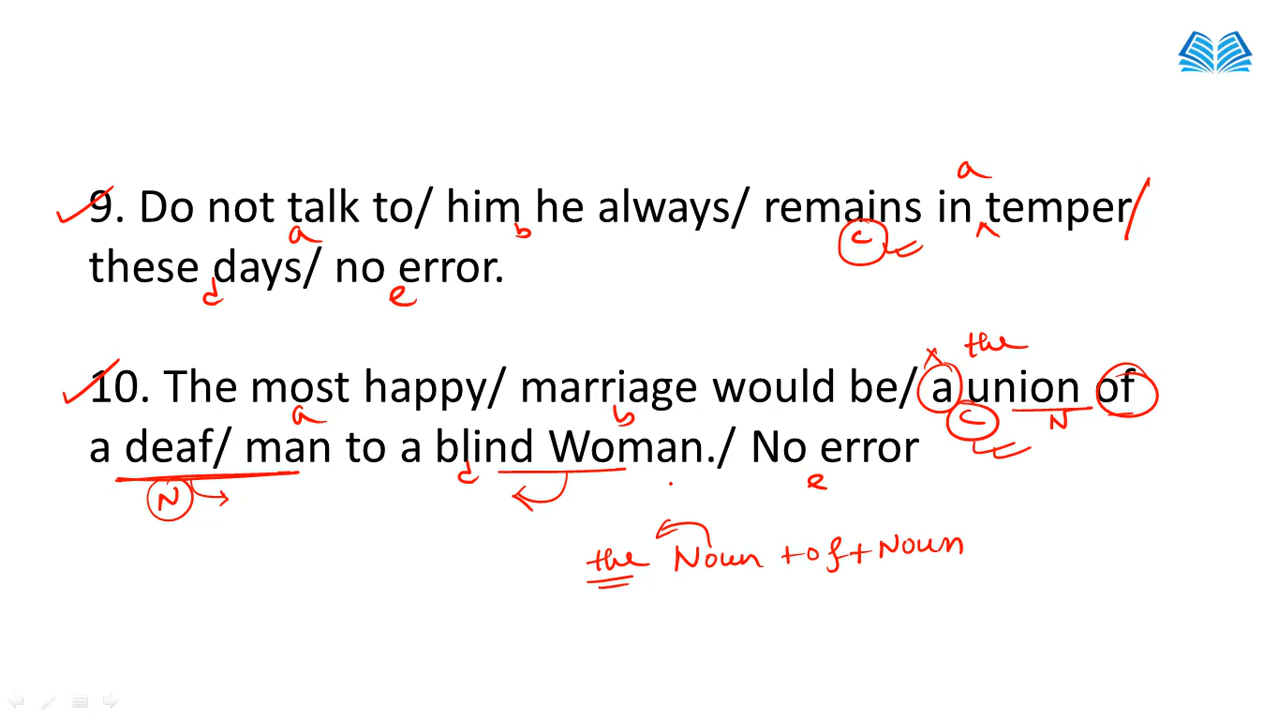 a
9. Do not talk to/ him he always/ remains in temper/
a b c
these days/ no error.
d e
the
10. The most happy/ marriage would be/ a union of
a b c N
a deaf/ man to a blind Woman./ No error
N d e
the Noun + of + Noun